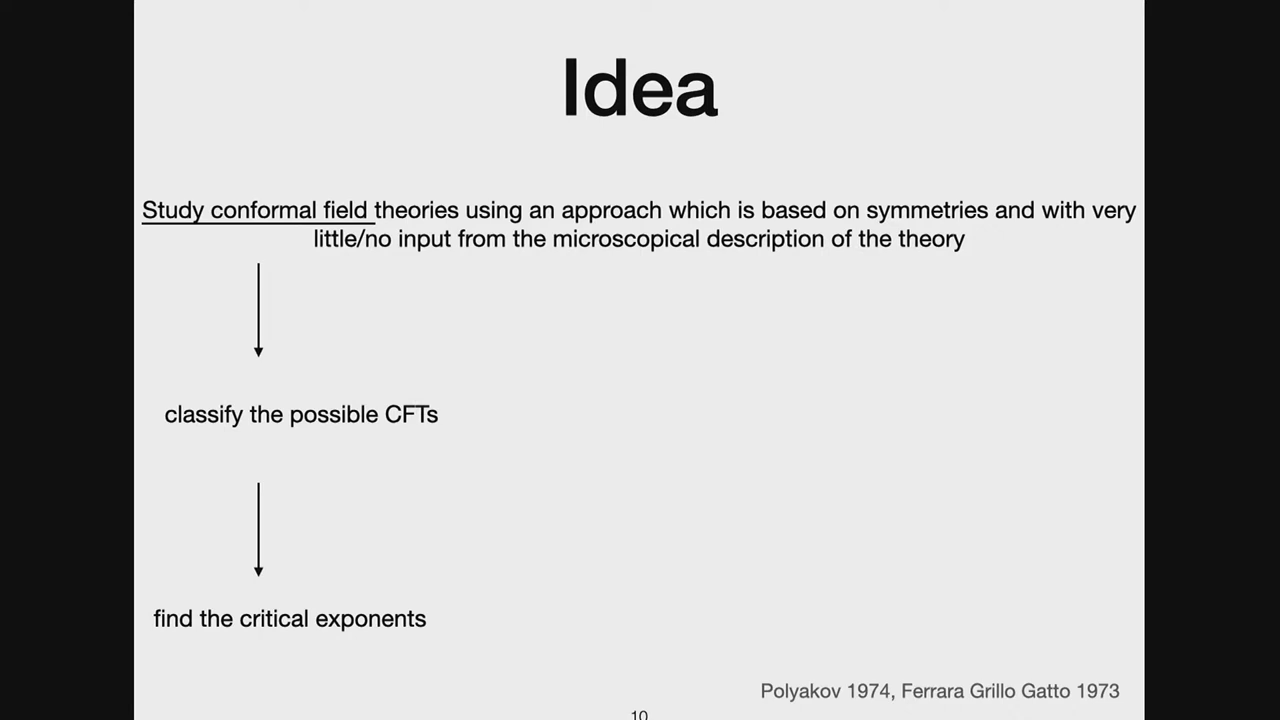 Idea
Study conformal field theories using an approach which is based on symmetries and with very
little/no input from the microscopical description of the theory
classify the possible CFTs
find the critical exponents
Polyakov 1974, Ferrara Grillo Gatto 1973
10